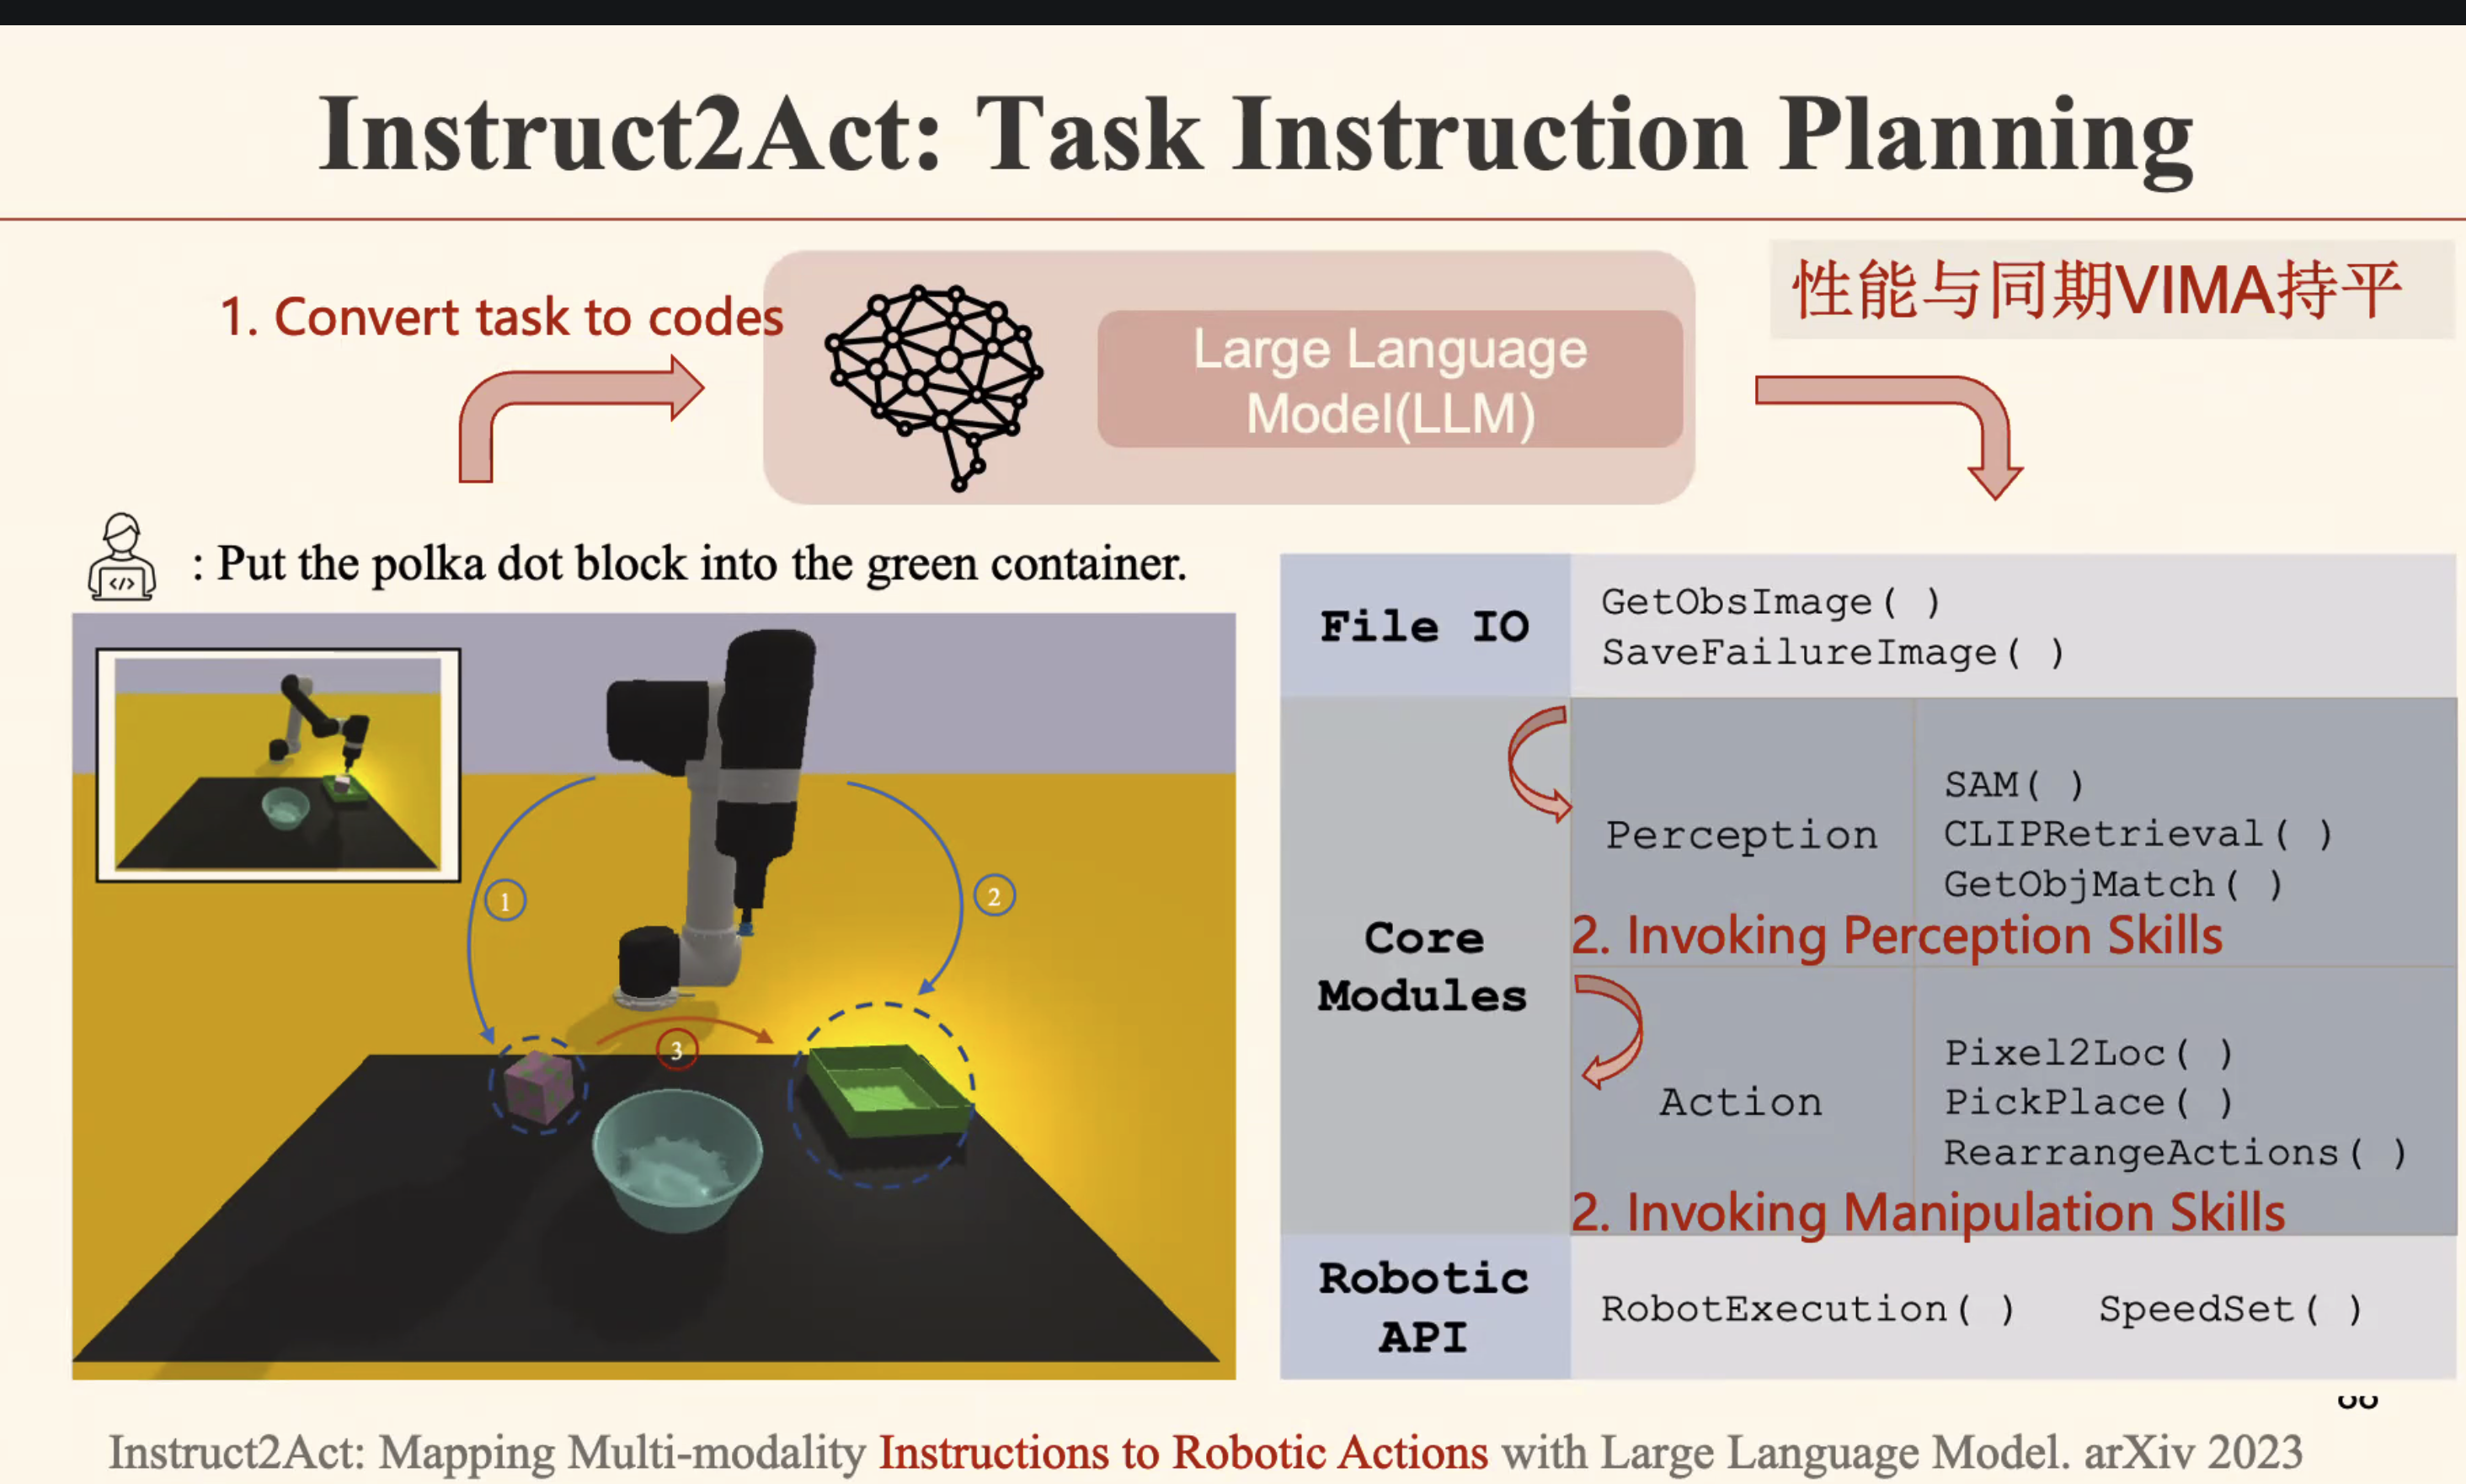 Instruct2Act: Task Instruction Planning
1. Convert task to codes
Large Language
Model(LLM)
性能与同期VIMA持平
</>
: Put the polka dot block into the green container.
1
2
3
File IO
GetObsImage( )
SaveFailureImage( )
Core
Modules
Perception
SAM( )
CLIPRetrieval( )
GetObjMatch( )
2. Invoking Perception Skills
Action
Pixel2Loc( )
PickPlace( )
RearrangeActions( )
2. Invoking Manipulation Skills
Robotic
API
RobotExecution( ) SpeedSet( )
Instruct2Act: Mapping Multi-modality Instructions to Robotic Actions with Large Language Model. arXiv 2023